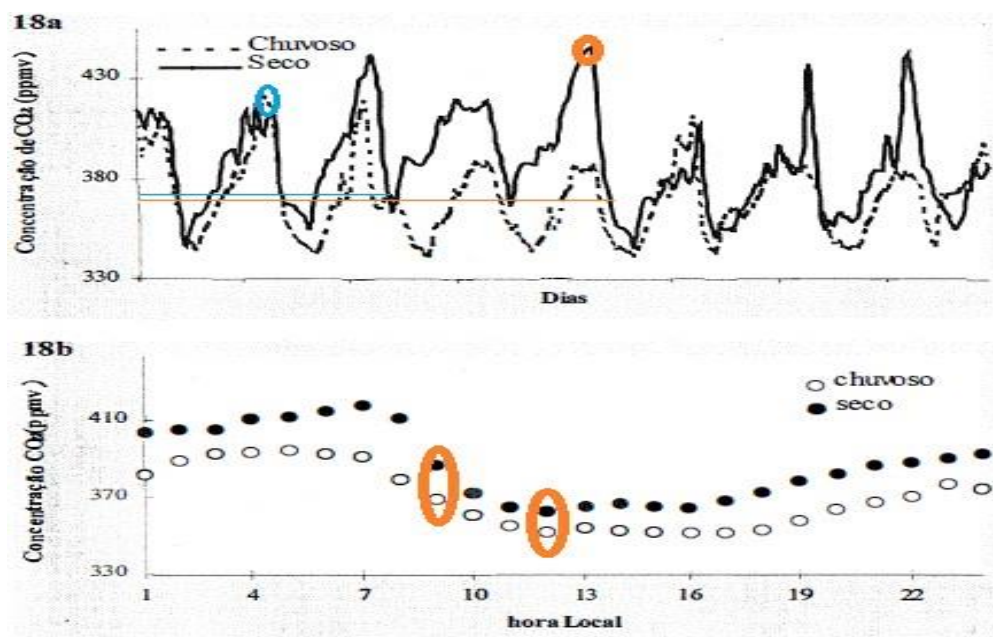 18a
Chuvoso
Seco
Concentração de CO2 (ppmv)
430
380
330
Dias
18b
chuvoso
seco
Concentração CO2(ppmv)
410
370
330
1 4 7 10 13 16 19 22
hora Local